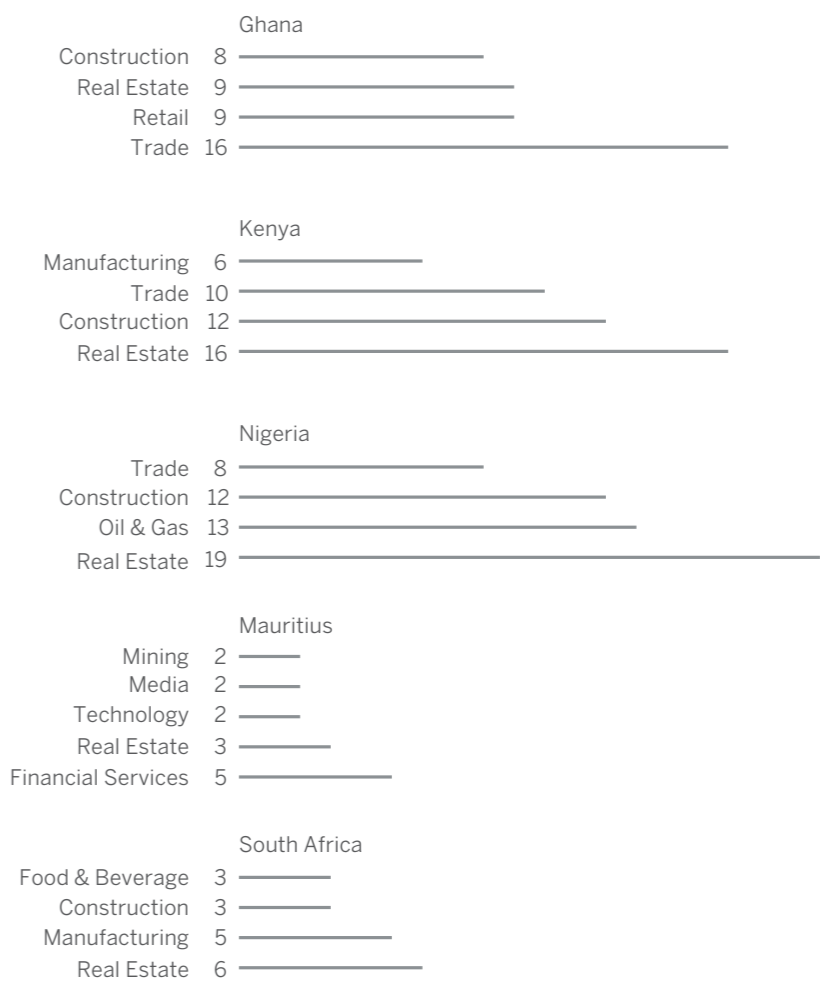 Ghana
Construction 8
Real Estate 9
Retail 9
Trade 16
Kenya
Manufacturing 6
Trade 10
Construction 12
Real Estate 16
Nigeria
Trade 8
Construction 12
Oil & Gas 13
Real Estate 19
Mauritius
Mining 2
Media 2
Technology 2
Real Estate 3
Financial Services 5
South Africa
Food & Beverage 3
Construction 3
Manufacturing 5
Real Estate 6